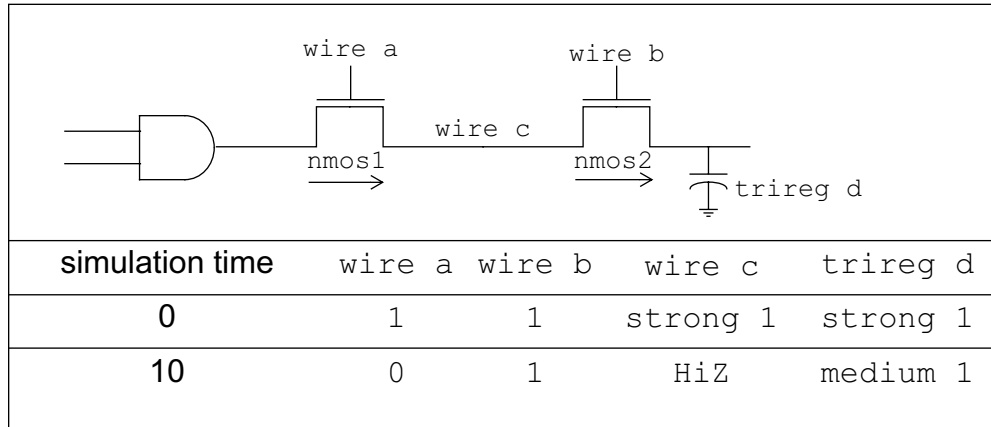 wire a
wire b
wire c
nmos1
nmos2
trireg d
simulation time wire a wire b wire c trireg d
0 1 1 strong 1 strong 1
10 0 1 HiZ medium 1